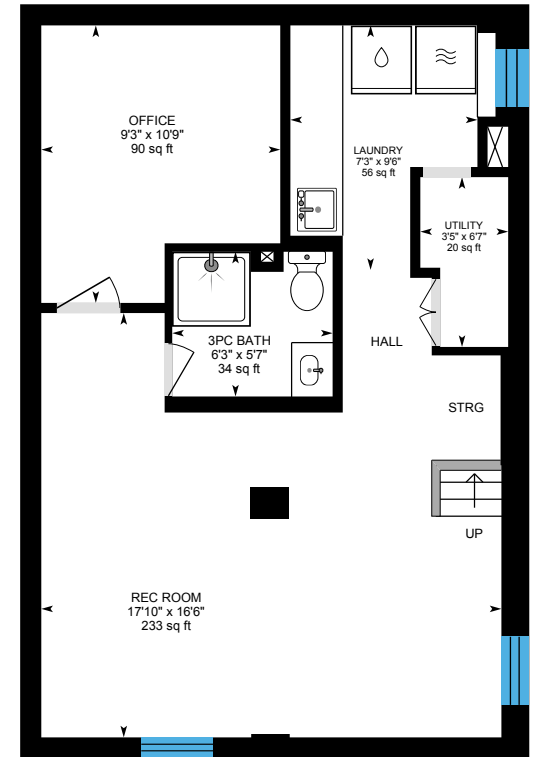 OFFICE
9'3" x 10'9"
90 sq ft
LAUNDRY
7'3" x 9'6"
56 sq ft
UTILITY
3'5" x 6'7"
20 sq ft
3PC BATH
6'3" x 5'7"
34 sq ft
HALL
STRG
UP
REC ROOM
17'10" x 16'6"
233 sq ft